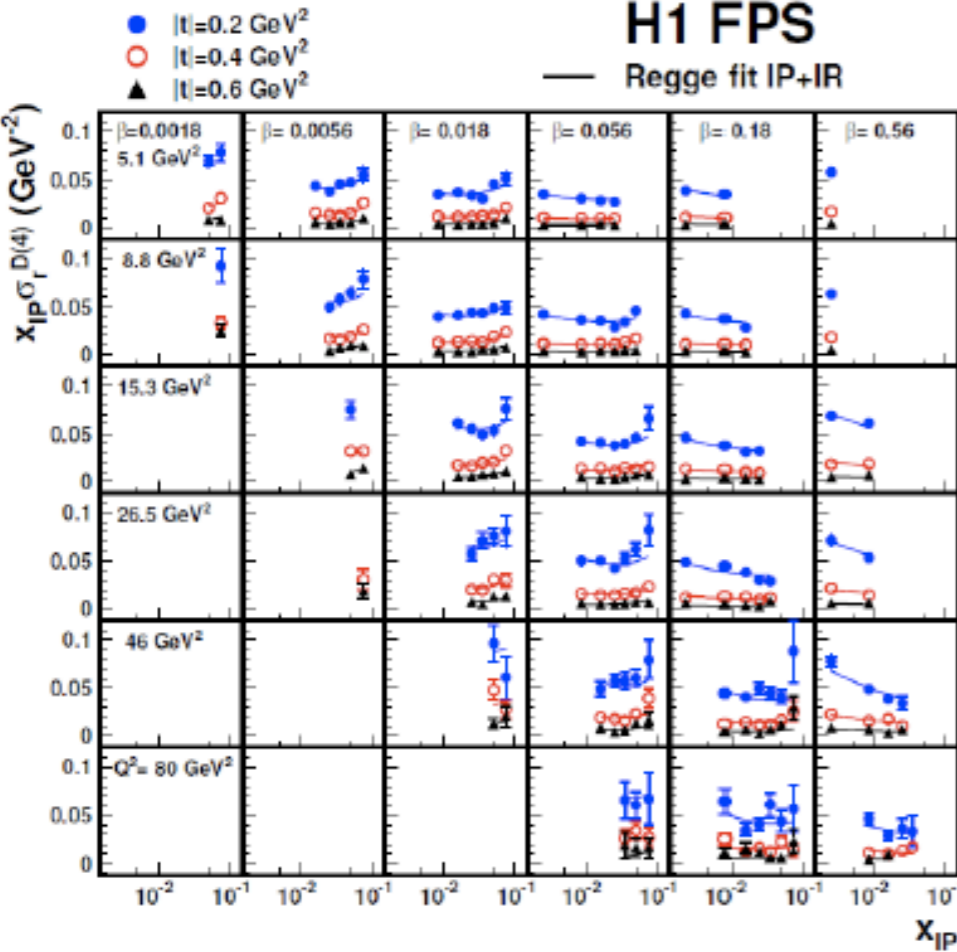 |t|=0.2 GeV²
|t|=0.4 GeV²
|t|=0.6 GeV²
H1 FPS
Regge fit IP+IR
x_IP σ_r^D(4) (GeV⁻²)
β=0.0018 β= 0.0056 β= 0.018 β= 0.056 β= 0.18 β= 0.56
5.1 GeV²
0.1
0.05
0
8.8 GeV²
0.1
0.05
0
15.3 GeV²
0.1
0.05
0
26.5 GeV²
0.1
0.05
0
46 GeV²
0.1
0.05
0
Q²= 80 GeV²
0.1
0.05
0
10⁻² 10⁻¹ 10⁻² 10⁻¹ 10⁻² 10⁻¹ 10⁻² 10⁻¹ 10⁻² 10⁻¹ 10⁻² 10⁻¹
x_IP